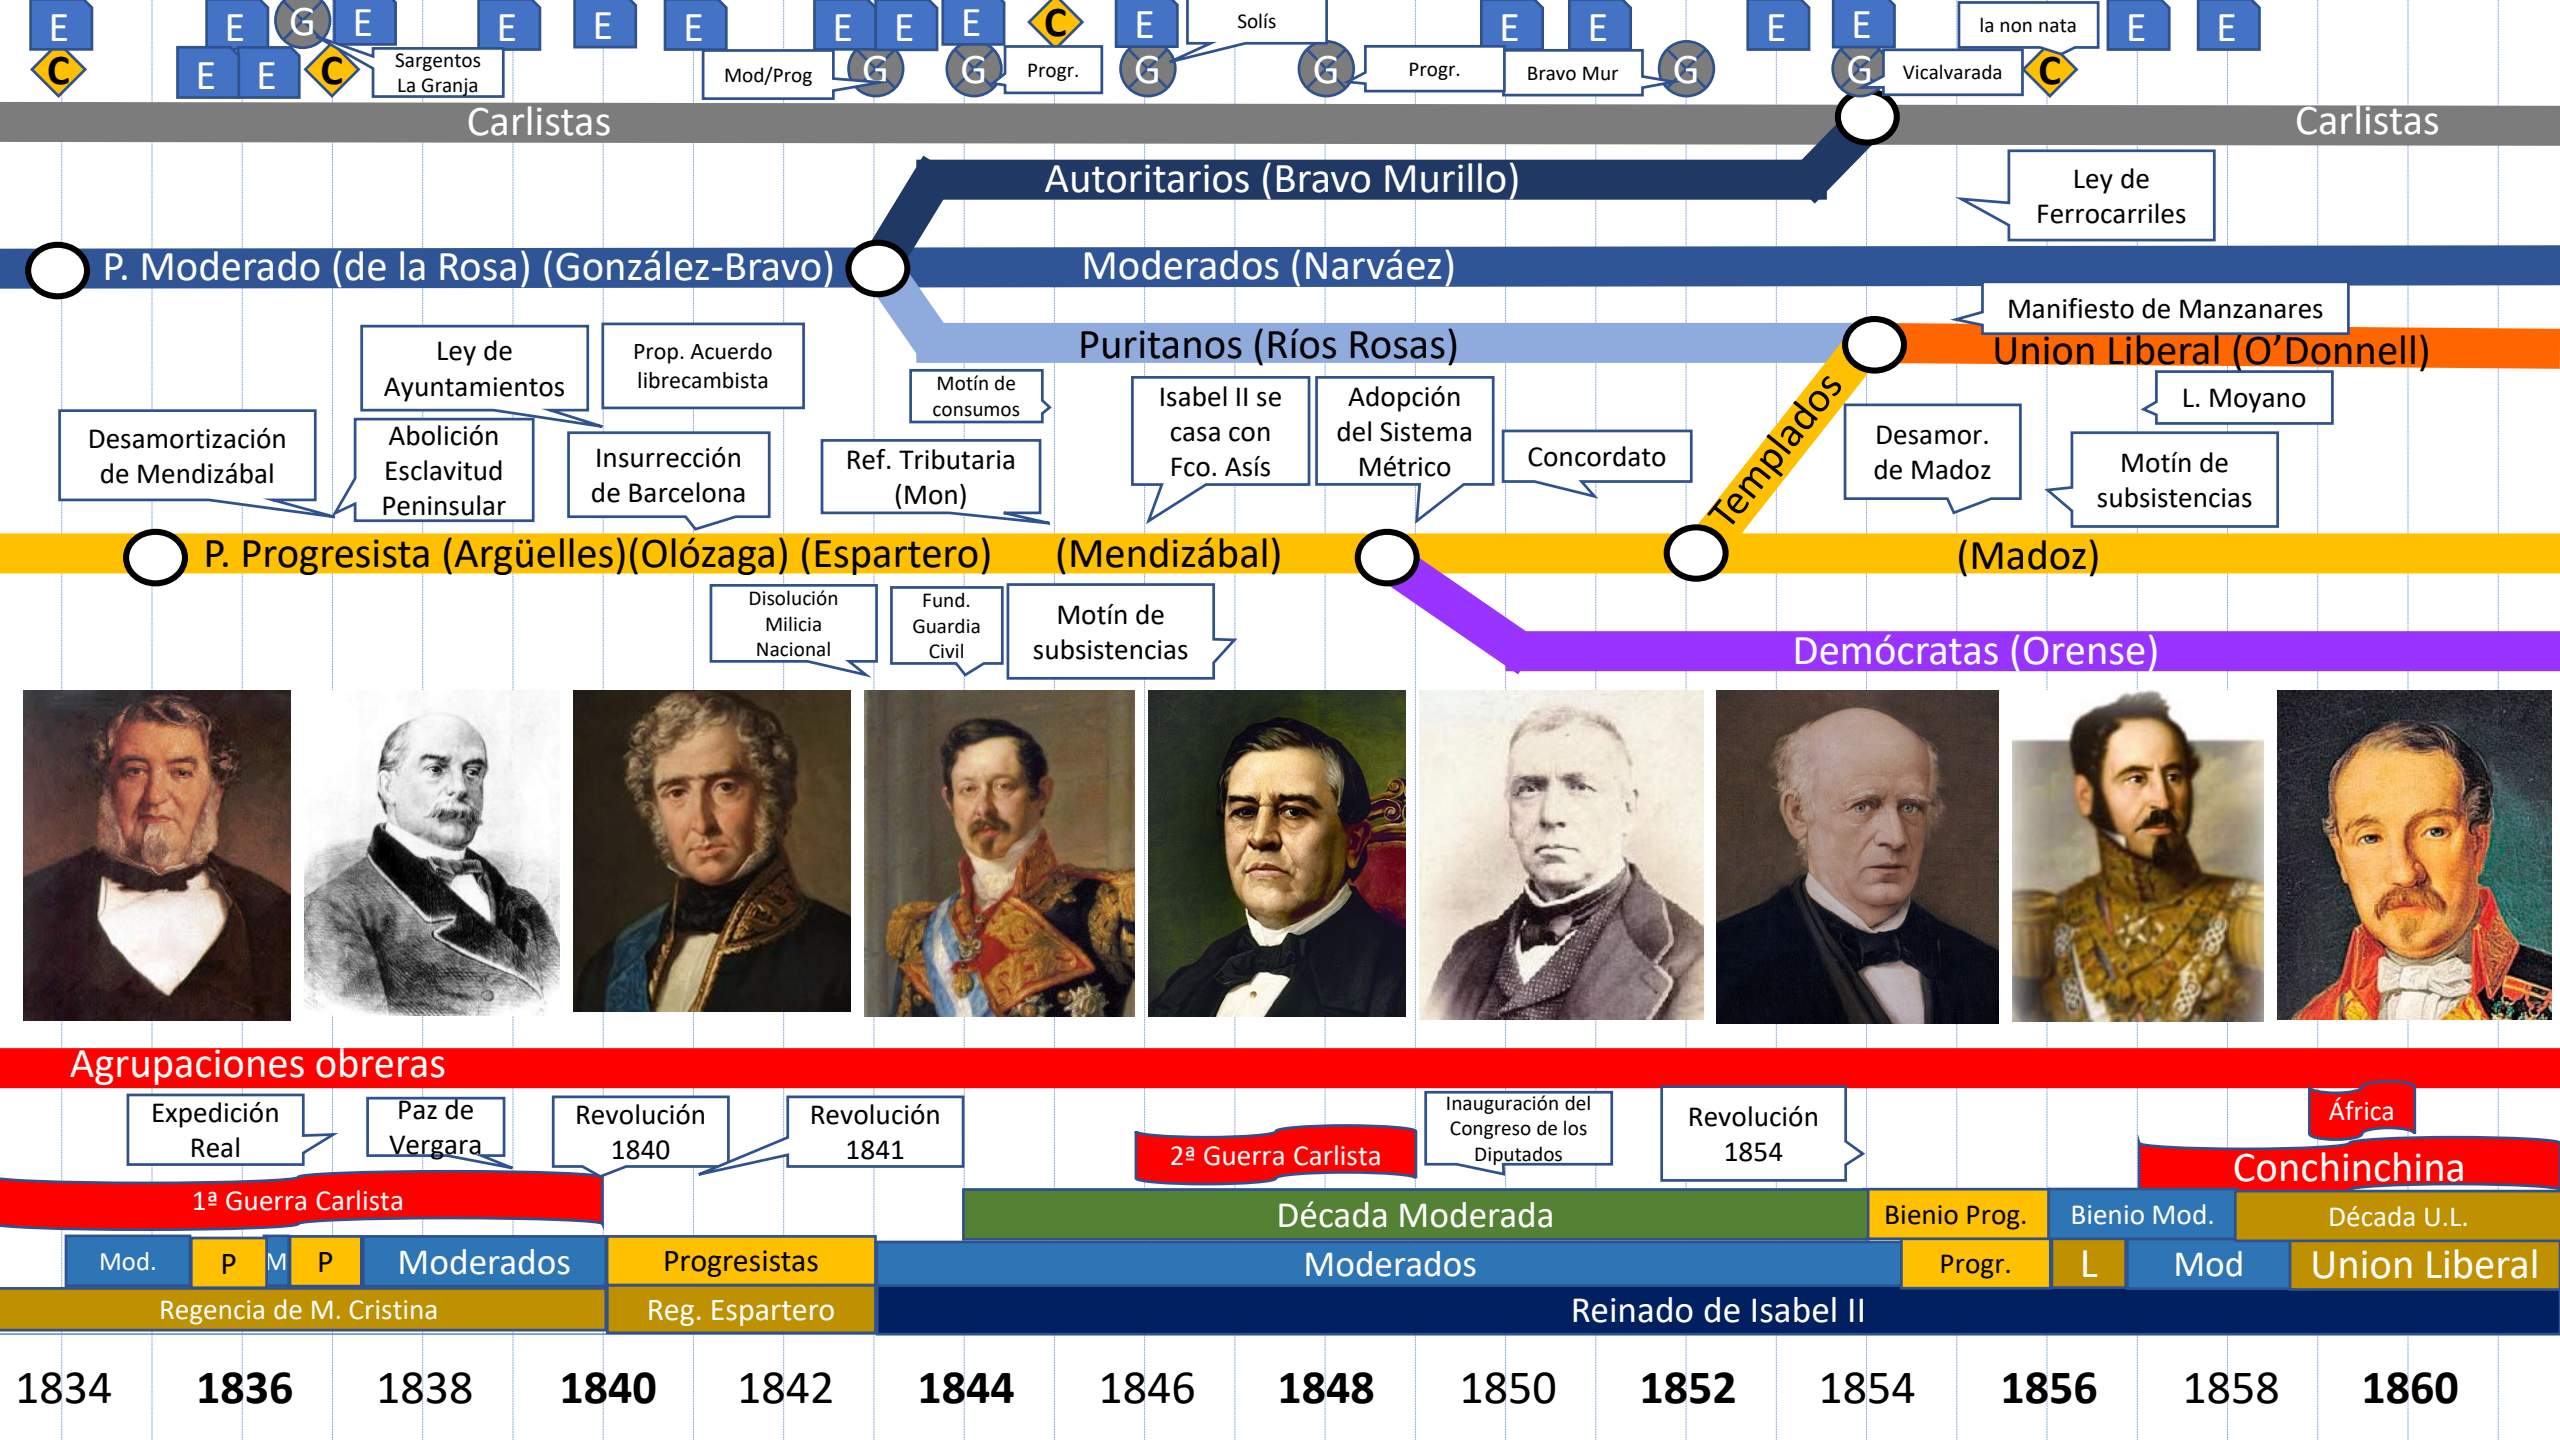 E
E
G
E
E
E
E
E
E
E
C
E
Solís
E
E
E
E
la non nata
E
E
C
E
E
C
Sargentos
La Granja
Mod/Prog
G
G
Progr.
G
G
Progr.
Bravo Mur
G
G
Vicalvarada
C
Carlistas
Carlistas
Autoritarios (Bravo Murillo)
Ley de
Ferrocarriles
P. Moderado (de la Rosa) (González-Bravo)
Moderados (Narváez)
Manifiesto de Manzanares
Puritanos (Ríos Rosas)
Union Liberal (O’Donnell)
Ley de
Ayuntamientos
Prop. Acuerdo
librecambista
Motín de
consumos
Isabel II se
casa con
Fco. Asís
Adopción
del Sistema
Métrico
Templados
L. Moyano
Desamortización
de Mendizábal
Abolición
Esclavitud
Peninsular
Insurrección
de Barcelona
Ref. Tributaria
(Mon)
Concordato
Desamor.
de Madoz
Motín de
subsistencias
P. Progresista (Argüelles)(Olózaga) (Espartero)
(Mendizábal)
(Madoz)
Disolución
Milicia
Nacional
Fund.
Guardia
Civil
Motín de
subsistencias
Demócratas (Orense)
Agrupaciones obreras
Expedición
Real
Paz de
Vergara
Revolución
1840
Revolución
1841
2ª Guerra Carlista
Inauguración del
Congreso de los
Diputados
Revolución
1854
África
Conchinchina
1ª Guerra Carlista
Década Moderada
Bienio Prog.
Bienio Mod.
Década U.L.
Mod.
P
M
P
Moderados
Progresistas
Moderados
Progr.
L
Mod
Union Liberal
Regencia de M. Cristina
Reg. Espartero
Reinado de Isabel II
1834
1836
1838
1840
1842
1844
1846
1848
1850
1852
1854
1856
1858
1860